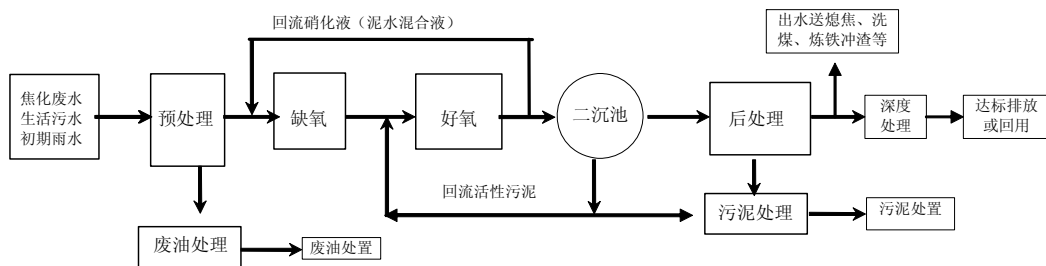 回流硝化液（泥水混合液）
出水送熄焦、洗
煤、炼铁冲渣等
焦化废水
生活污水
初期雨水
预处理
缺氧
好氧
二沉池
后处理
深度
处理
达标排放
或回用
回流活性污泥
污泥处理
污泥处置
废油处理
废油处置